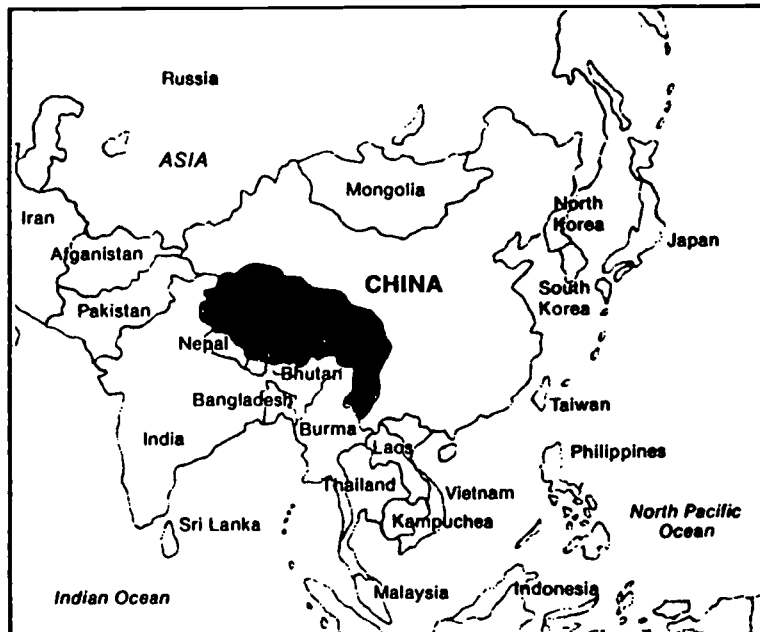 Russia
ASIA
Mongolia
Iran
Afganistan
North
Korea
Japan
CHINA
Pakistan
South
Korea
Nepal
Bhutan
Bangladesh
Taiwan
India
Burma
Laos
Philippines
Thailand
Vietnam
Sri Lanka
Kampuchea
North Pacific
Ocean
Indian Ocean
Malaysia
Indonesia